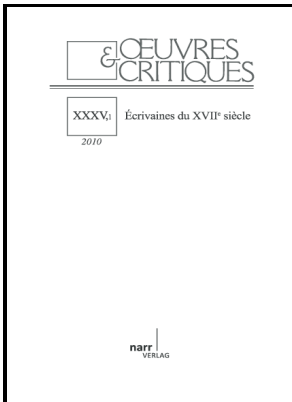 & ŒUVRES
CRITIQUES
XXXV,1
Écrivaines du XVIIe siècle
2010
narr
VERLAG